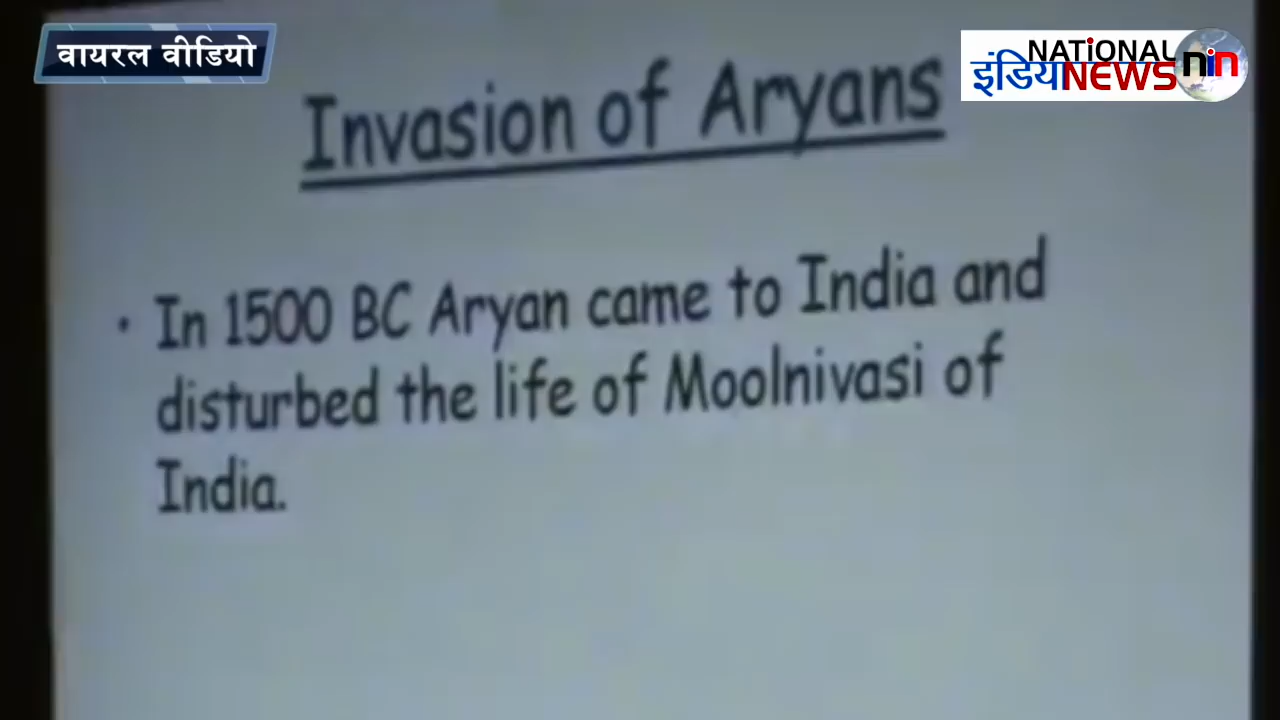 वायरल वीडियो
NATIONAL
इंडियाNEWS nin
Invasion of Aryans
· In 1500 BC Aryan came to India and
disturbed the life of Moolnivasi of
India.